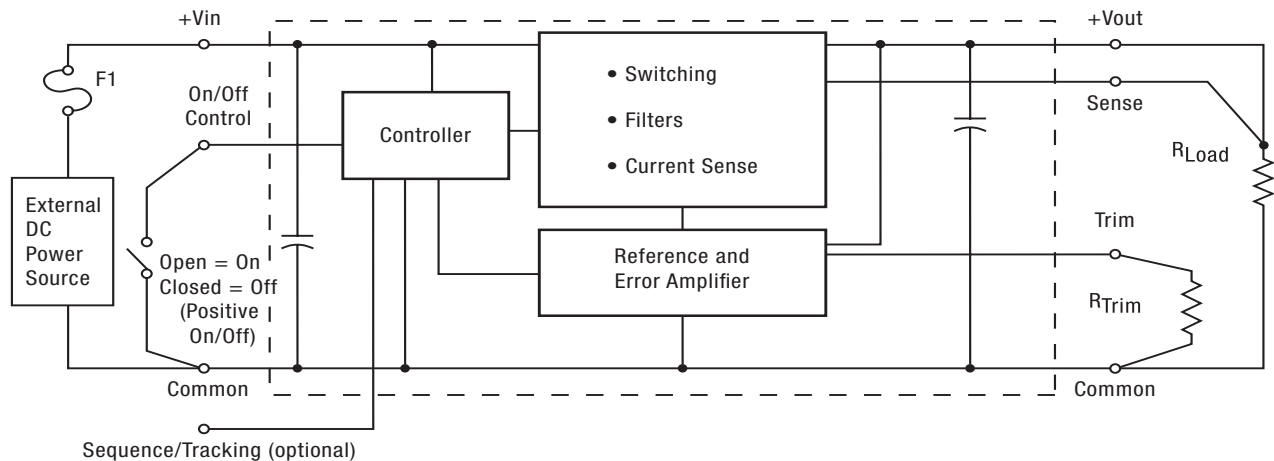 +Vin
+Vout
F1
On/Off
Control
Sense
• Switching
• Filters
• Current Sense
Controller
RLoad
External
DC
Power
Source
Open = On
Closed = Off
(Positive
On/Off)
Reference and
Error Amplifier
Trim
RTrim
Common
Common
Sequence/Tracking (optional)